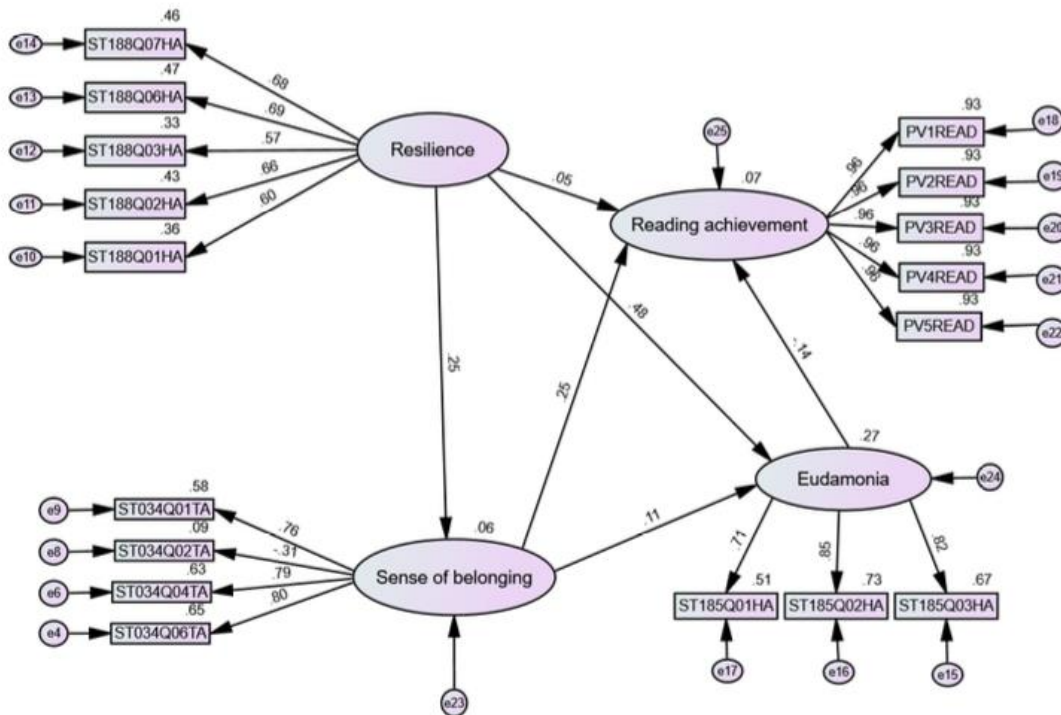 .46
e14 ST188Q07HA
.68
.47
e13 ST188Q06HA
.69
.33
e12 ST188Q03HA
.57
.43
e11 ST188Q02HA
.66
.36
e10 ST188Q01HA
.60
Resilience
.05
.48
.25
e25
.07
Reading achievement
.93
.96 PV1READ e18
.93
.96 PV2READ e19
.93
.96 PV3READ e20
.93
.96 PV4READ e21
.93
.96 PV5READ e22
.25
-.14
.27
Eudamonia e24
.11
.58
e9 ST034Q01TA
.76
.09
e8 ST034Q02TA
-.31
.63
e6 ST034Q04TA
.79
.65
e4 ST034Q06TA
.80
.06
Sense of belonging
e23
.71 .85 .82
.51 .73 .67
ST185Q01HA ST185Q02HA ST185Q03HA
e17 e16 e15